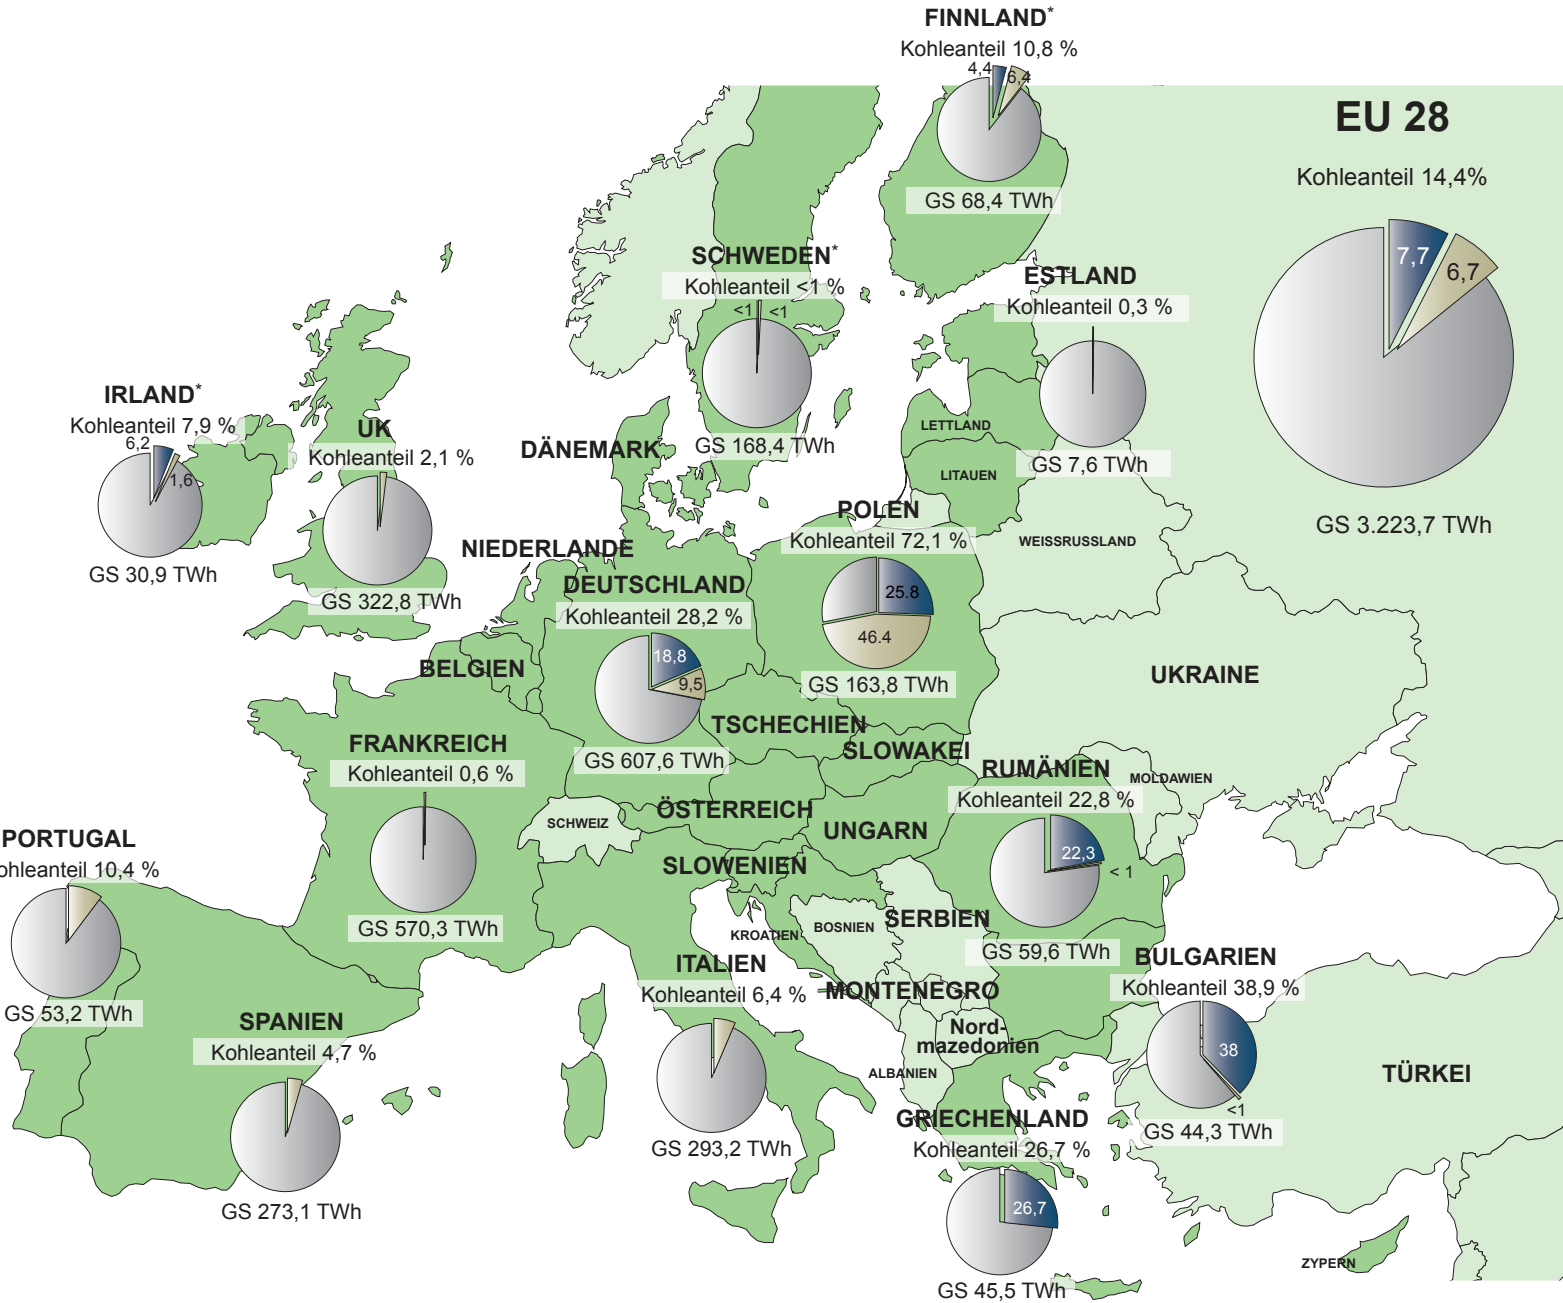 FINNLAND*
Kohleanteil 10,8 %
4,4
6,4
GS 68,4 TWh
EU 28
Kohleanteil 14,4%
7,7
6,7
GS 3.223,7 TWh
SCHWEDEN*
Kohleanteil <1 %
<1
<1
GS 168,4 TWh
ESTLAND
Kohleanteil 0,3 %
GS 7,6 TWh
IRLAND*
Kohleanteil 7,9 %
6,2
1,6
GS 30,9 TWh
UK
Kohleanteil 2,1 %
GS 322,8 TWh
DÄNEMARK
LETTLAND
LITAUEN
POLEN
Kohleanteil 72,1 %
25.8
46.4
GS 163,8 TWh
WEISSRUSSLAND
NIEDERLANDE
DEUTSCHLAND
Kohleanteil 28,2 %
18,8
9,5
GS 607,6 TWh
BELGIEN
UKRAINE
TSCHECHIEN
SLOWAKEI
FRANKREICH
Kohleanteil 0,6 %
GS 570,3 TWh
RUMÄNIEN
Kohleanteil 22,8 %
22,3
< 1
GS 59,6 TWh
MOLDAWIEN
SCHWEIZ
ÖSTERREICH
UNGARN
SLOWENIEN
PORTUGAL
ohleanteil 10,4 %
GS 53,2 TWh
KROATIEN
BOSNIEN
SERBIEN
ITALIEN
Kohleanteil 6,4 %
GS 293,2 TWh
MONTENEGRO
BULGARIEN
Kohleanteil 38,9 %
38
<1
GS 44,3 TWh
SPANIEN
Kohleanteil 4,7 %
GS 273,1 TWh
Nord-
mazedonien
ALBANIEN
TÜRKEI
GRIECHENLAND
Kohleanteil 26,7 %
26,7
GS 45,5 TWh
ZYPERN